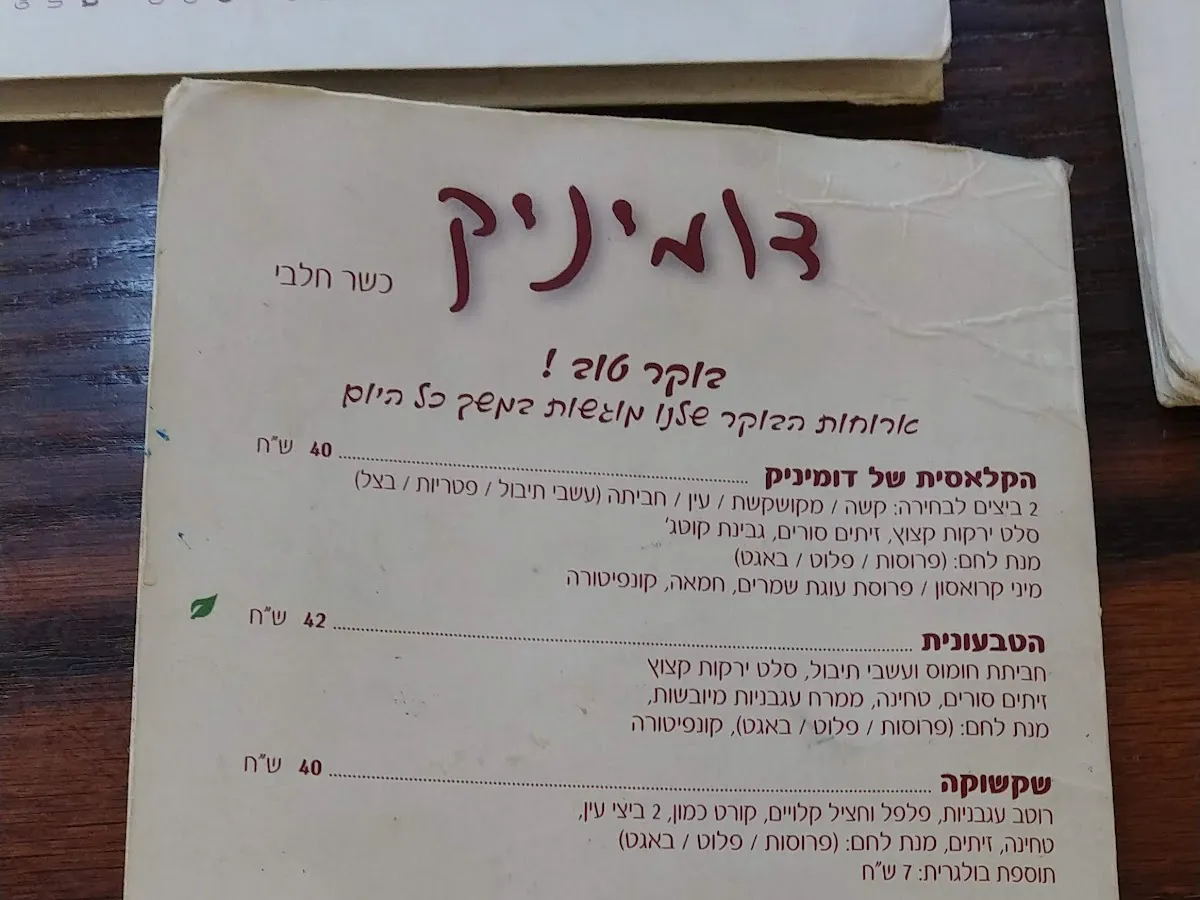 דומיניק
כשר חלבי
בוקר טוב !
ארוחות הבוקר שלנו מוגשות במשך כל היום
הקלאסית של דומיניק 40 ש"ח
2 ביצים לבחירה: קשה / מקושקשת / עין / חביתה (עשבי תיבול / פטריות / בצל)
סלט ירקות קצוץ, זיתים סורים, גבינת קוטג'
מנת לחם: (פרוסות / פלוט / באגט)
מיני קרואסון / פרוסת עוגת שמרים, חמאה, קונפיטורה
הטבעונית 42 ש"ח
חביתת חומוס ועשבי תיבול, סלט ירקות קצוץ
זיתים סורים, טחינה, ממרח עגבניות מיובשות,
מנת לחם: (פרוסות / פלוט / באגט), קונפיטורה
שקשוקה 40 ש"ח
רוטב עגבניות, פלפל וחציל קלויים, קורט כמון, 2 ביצי עין,
טחינה, זיתים, מנת לחם: (פרוסות / פלוט / באגט)
תוספת בולגרית: 7 ש"ח